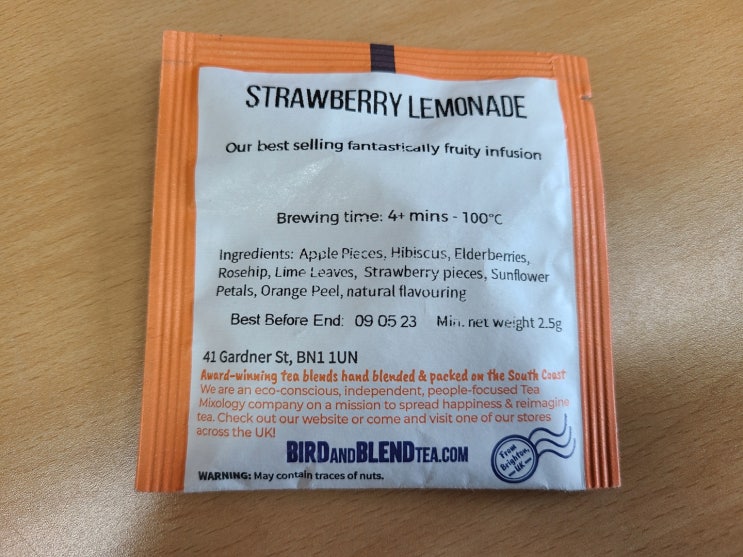 STRAWBERRY LEMONADE
Our best selling fantastically fruity infusion
Brewing time: 4+ mins - 100°C
Ingredients: Apple Pieces, Hibiscus, Elderberries,
Rosehip, Lime Leaves, Strawberry pieces, Sunflower
Petals, Orange Peel, natural flavouring
Best Before End: 09 05 23 Min. net weight 2.5g
41 Gardner St, BN1 1UN
Award-winning tea blends hand blended & packed on the South Coast
We are an eco-conscious, independent, people-focused Tea
Mixology company on a mission to spread happiness & reimagine
tea. Check out our website or come and visit one of our stores
across the UK!
BIRDANDBLENDTEA.COM
From
Brighton,
UK
WARNING: May contain traces of nuts.